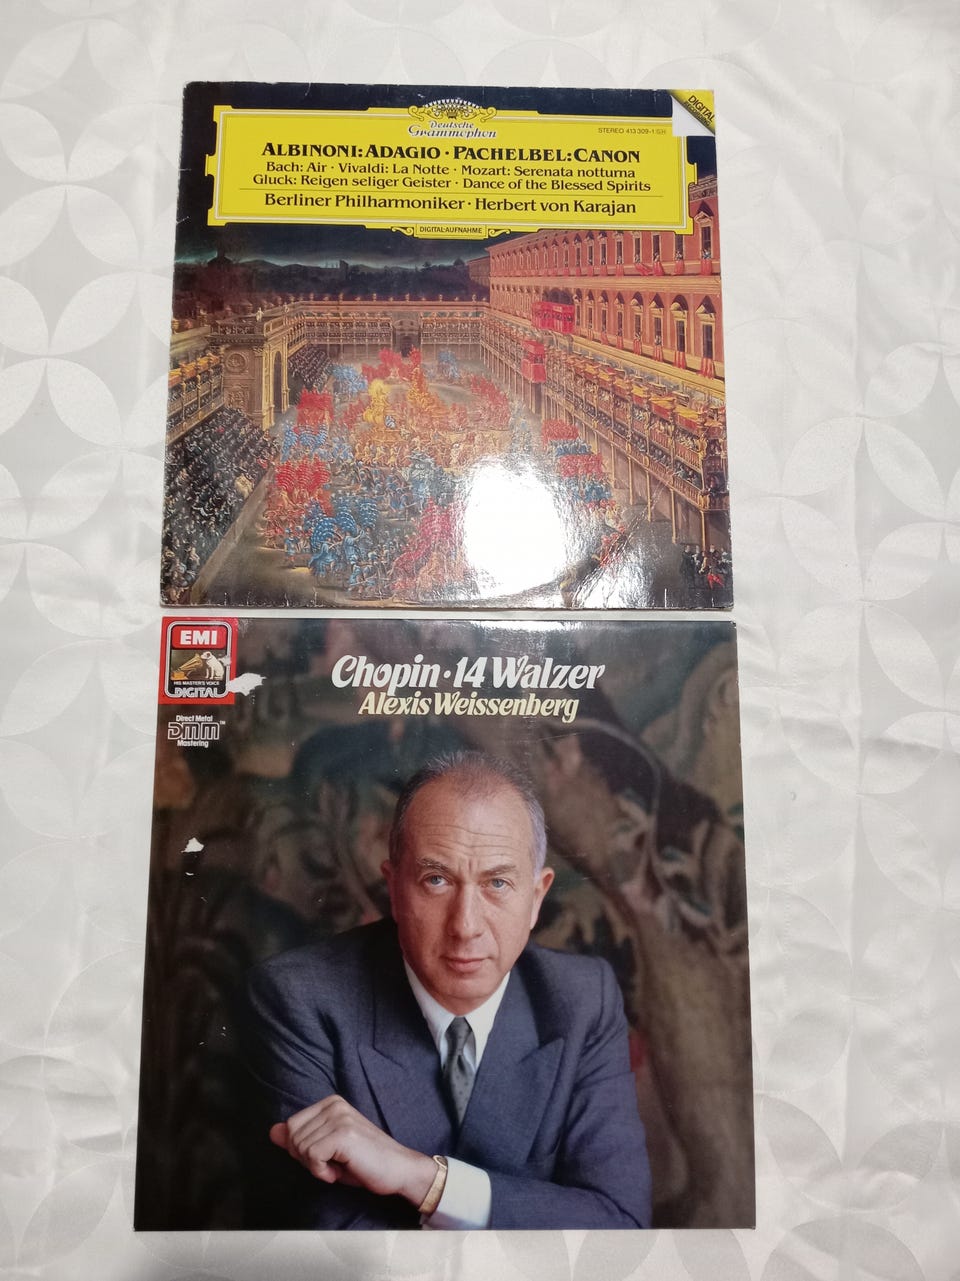 DIGITAL
Deutsche
Grammophon
STEREO 413 309-1 GH
ALBINONI: ADAGIO · PACHELBEL: CANON
Bach: Air · Vivaldi: La Notte · Mozart: Serenata notturna
Gluck: Reigen seliger Geister · Dance of the Blessed Spirits
Berliner Philharmoniker · Herbert von Karajan
DIGITAL-AUFNAHME
EMI
HIS MASTER'S VOICE
DIGITAL
Direct Metal
DMM™
Mastering
Chopin · 14 Walzer
Alexis Weissenberg